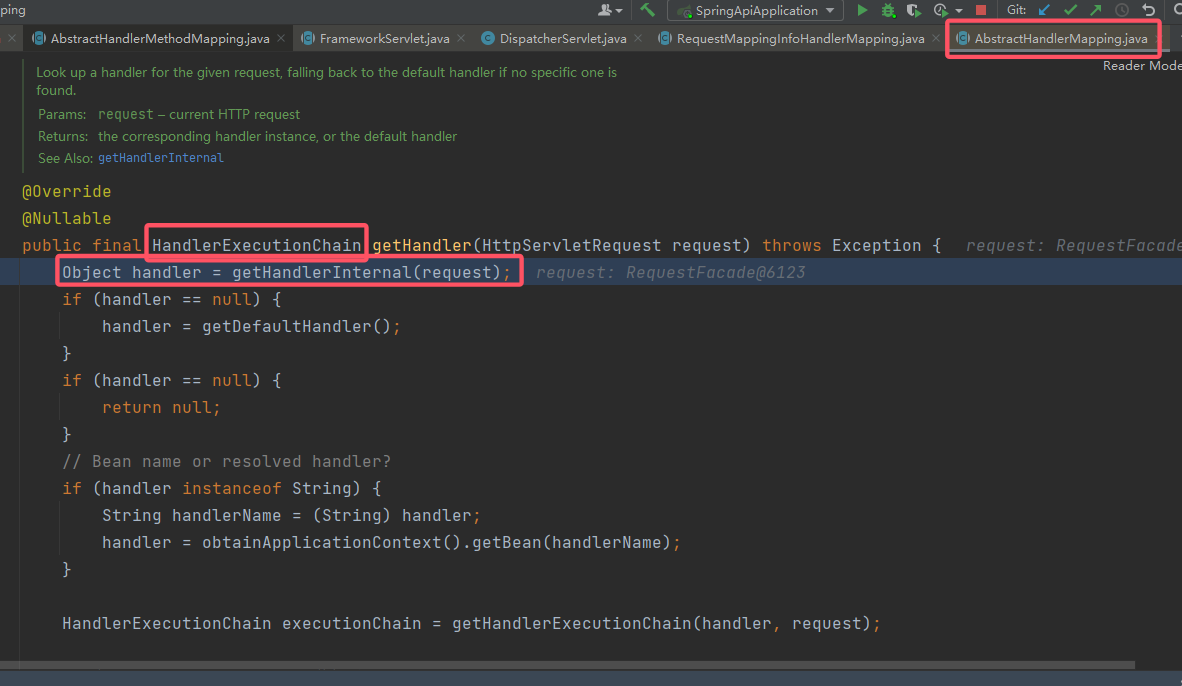 ping
SpringApiApplication
Git:
AbstractHandlerMethodMapping.java
FrameworkServlet.java
DispatcherServlet.java
RequestMappingInfoHandlerMapping.java
AbstractHandlerMapping.java
Reader Mode
Look up a handler for the given request, falling back to the default handler if no specific one is
found.
Params: request – current HTTP request
Returns: the corresponding handler instance, or the default handler
See Also: getHandlerInternal
@Override
@Nullable
public final HandlerExecutionChain getHandler(HttpServletRequest request) throws Exception { request: RequestFacade
Object handler = getHandlerInternal(request); request: RequestFacade@6123
if (handler == null) {
handler = getDefaultHandler();
}
if (handler == null) {
return null;
}
// Bean name or resolved handler?
if (handler instanceof String) {
String handlerName = (String) handler;
handler = obtainApplicationContext().getBean(handlerName);
}
HandlerExecutionChain executionChain = getHandlerExecutionChain(handler, request);